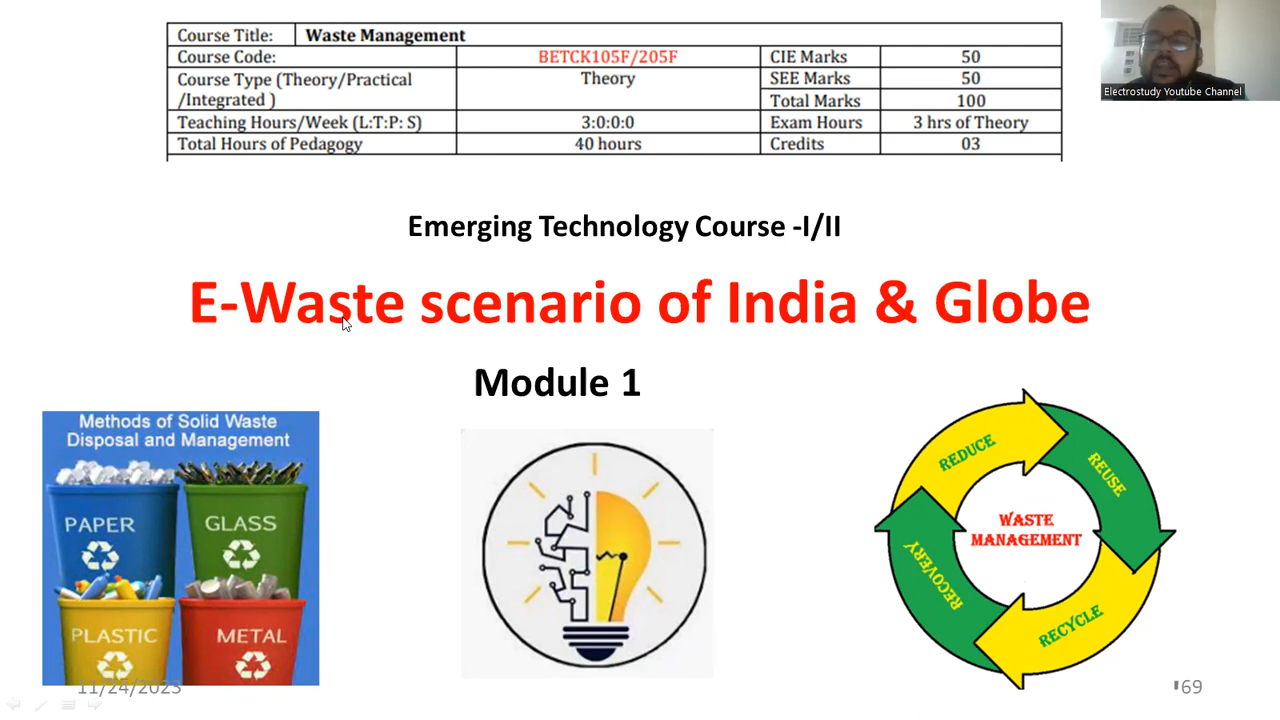 Course Title: Waste Management
Course Code: BETCK105F/205F CIE Marks 50
Course Type (Theory/Practical Theory SEE Marks 50
/Integrated ) Total Marks 100
Teaching Hours/Week (L:T:P: S) 3:0:0:0 Exam Hours 3 hrs of Theory
Total Hours of Pedagogy 40 hours Credits 03
Electrostudy Youtube Channel
Emerging Technology Course -I/II
E-Waste scenario of India & Globe
Module 1
Methods of Solid Waste
Disposal and Management
PAPER GLASS
PLASTIC METAL
REDUCE
REUSE
RECYCLE
RECOVERY
WASTE
MANAGEMENT
11/24/2023
69